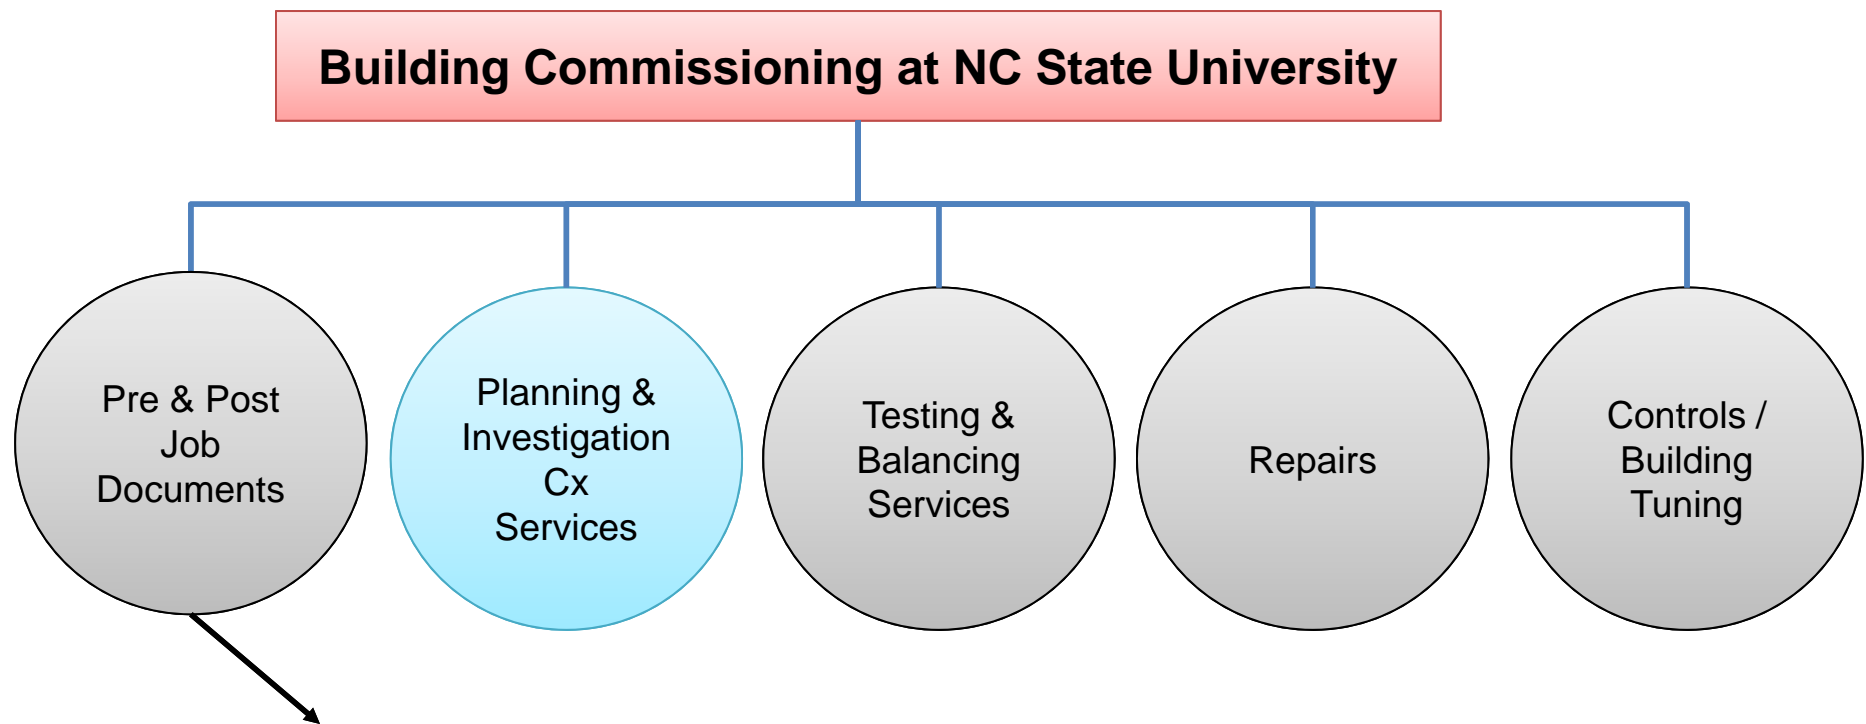 Building Commissioning at NC State University
Pre & Post
Job
Documents
Planning &
Investigation
Cx
Services
Testing &
Balancing
Services
Repairs
Controls /
Building
Tuning